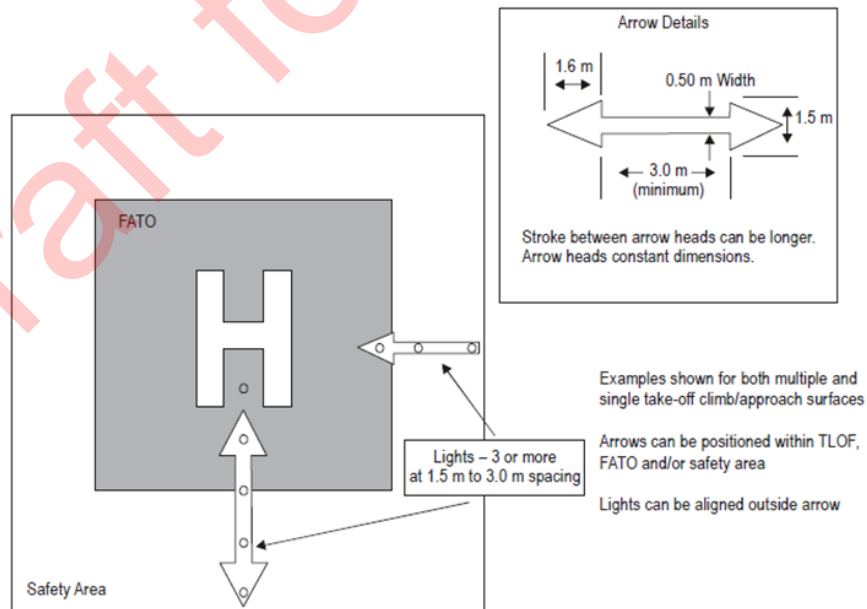 Arrow Details
1.6 m
0.50 m Width
1.5 m
3.0 m
(minimum)
Stroke between arrow heads can be longer.
Arrow heads constant dimensions.
FATO
H
Examples shown for both multiple and
single take-off climb/approach surfaces
Lights – 3 or more
at 1.5 m to 3.0 m spacing
Arrows can be positioned within TLOF,
FATO and/or safety area
Lights can be aligned outside arrow
Safety Area